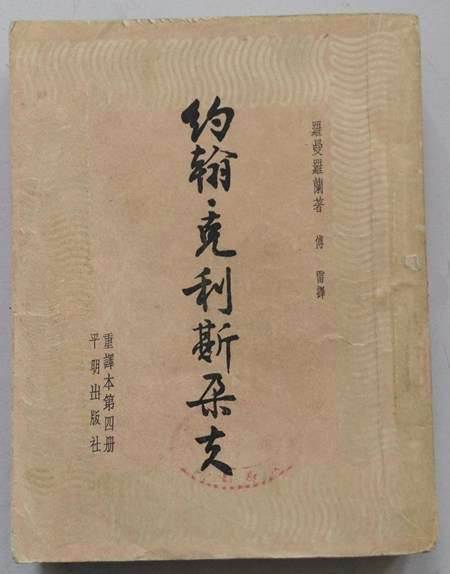 羅曼羅蘭著 傅雷譯
約翰·克利斯朵夫
重譯本第四册
平明出版社